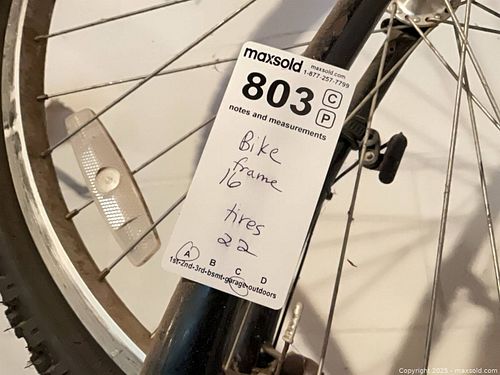 maxsold
maxsold.com
1-877-257-7799
803
C
P
notes and measurements
Bike
frame
16
tires
22
A B C D
1st-2nd-3rd-bsmt-garage-outdoors
Copyright 2025 - maxsold.com